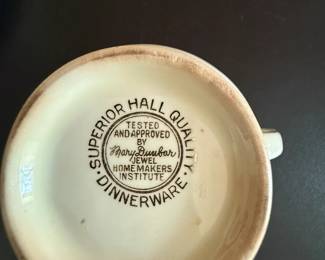 ·SUPERIOR HALL QUALITY·
DINNERWARE
TESTED
AND APPROVED
BY
Mary Dunbar
JEWEL
HOMEMAKERS
INSTITUTE